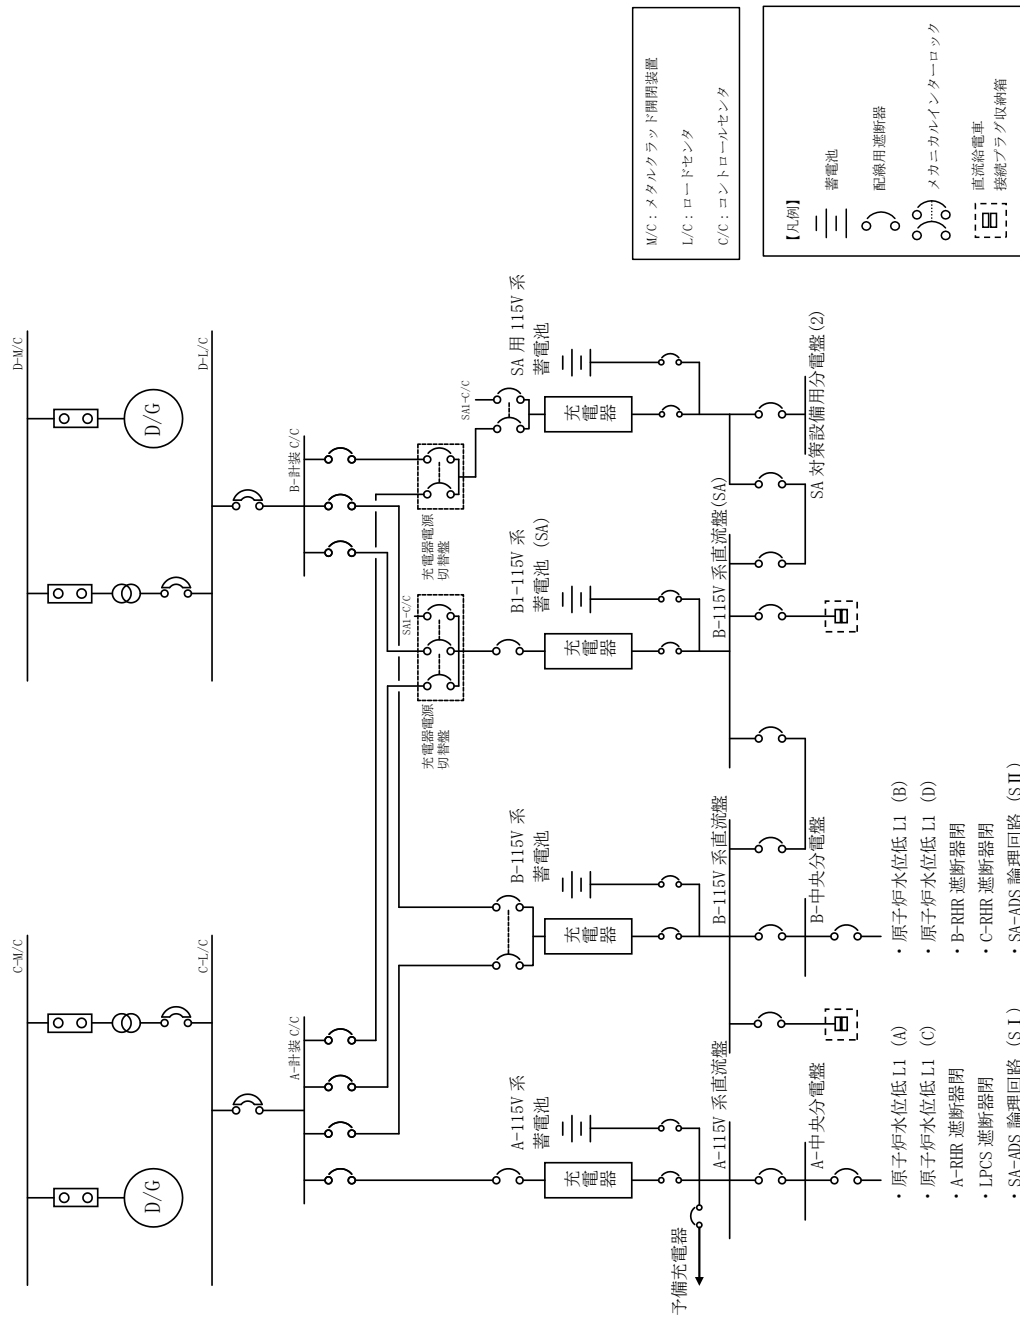 C-M/C
D-M/C
D/G
D/G
C-L/C
D-L/C
A-計装 C/C
B-計装 C/C
充電器電源
切替盤
SA1-C/C
充電器電源
切替盤
SA1-C/C
A-115V 系
蓄電池
充電器
B-115V 系
蓄電池
充電器
B1-115V 系
蓄電池 (SA)
充電器
SA 用 115V 系
蓄電池
充電器
予備充電器
A-115V 系直流盤
B-115V 系直流盤
B-115V 系直流盤(SA)
A-中央分電盤
B-中央分電盤
SA 対策設備用分電盤(2)
・原子炉水位低 L1 (A)
・原子炉水位低 L1 (C)
・A-RHR 遮断器閉
・LPCS 遮断器閉
・SA-ADS 論理回路 (SⅠ)
・原子炉水位低 L1 (B)
・原子炉水位低 L1 (D)
・B-RHR 遮断器閉
・C-RHR 遮断器閉
・SA-ADS 論理回路 (SⅡ)
M/C：メタルクラッド開閉装置
L/C：ロードセンタ
C/C：コントロールセンタ
【凡例】
蓄電池
配線用遮断器
メカニカルインターロック
直流給電車
接続プラグ収納箱